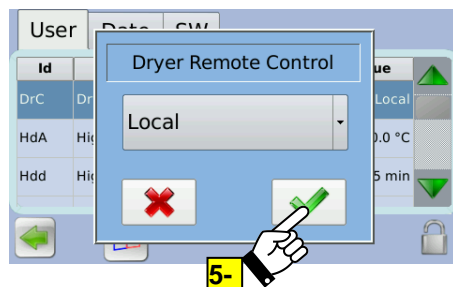 User Date SW
Dryer Remote Control
Id ue
DrC Dr Local
Local
HdA Hig 0.0 °C
Hdd Hig 5 min
5-